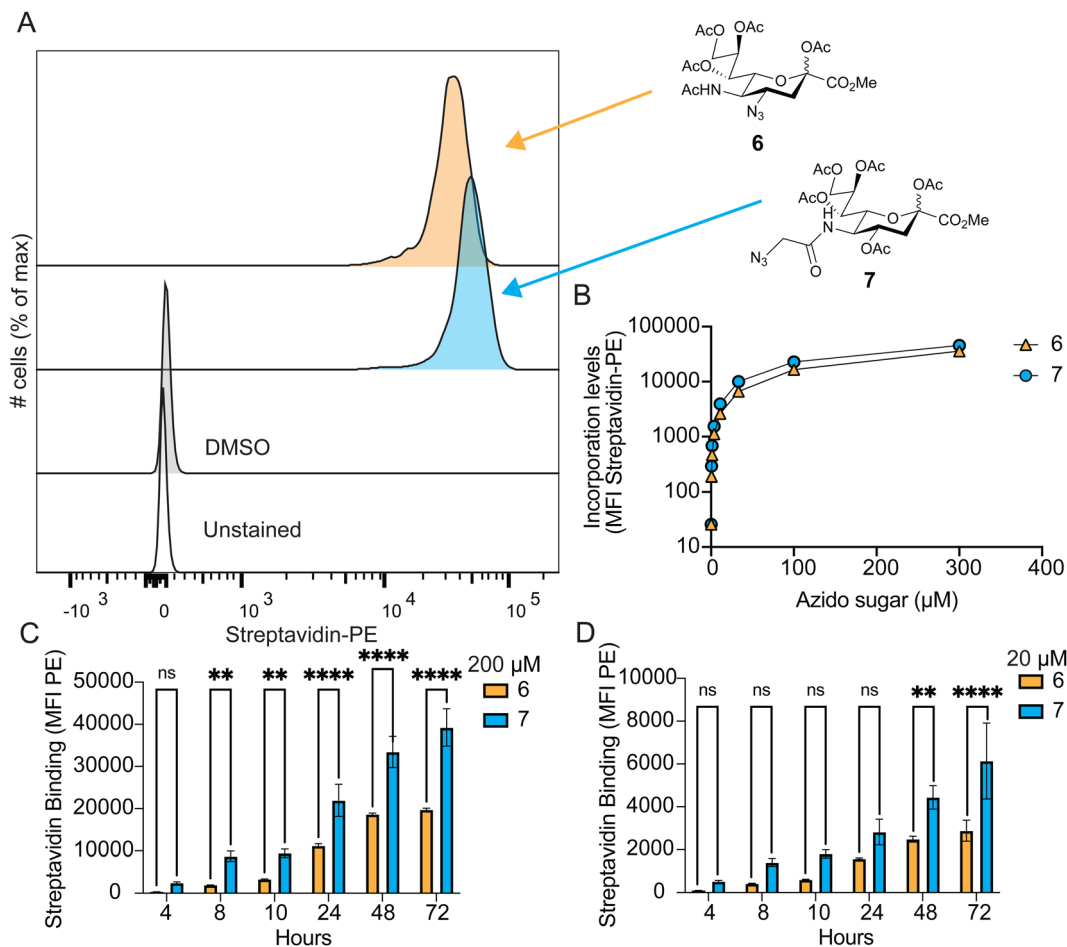 A
# cells (% of max)
DMSO
Unstained
-10 3
0
10 3
10 4
10 5
Streptavidin-PE
AcO
OAc
AcO
OAc
O
CO2Me
AcHN
N3
6
AcO
OAc
AcO
OAc
O
H
N
CO2Me
OAc
N3
O
7
B
Incorporation levels
(MFI Streptavidin-PE)
100000
10000
1000
100
10
0
100
200
300
400
Azido sugar (µM)
6
7
C
Streptavidin Binding (MFI PE)
50000
40000
30000
20000
10000
0
ns
**
**
****
****
****
200 µM
6
7
4
8
10
24
48
72
Hours
D
Streptavidin Binding (MFI PE)
8000
6000
4000
2000
0
ns
ns
ns
ns
**
****
20 µM
6
7
4
8
10
24
48
72
Hours